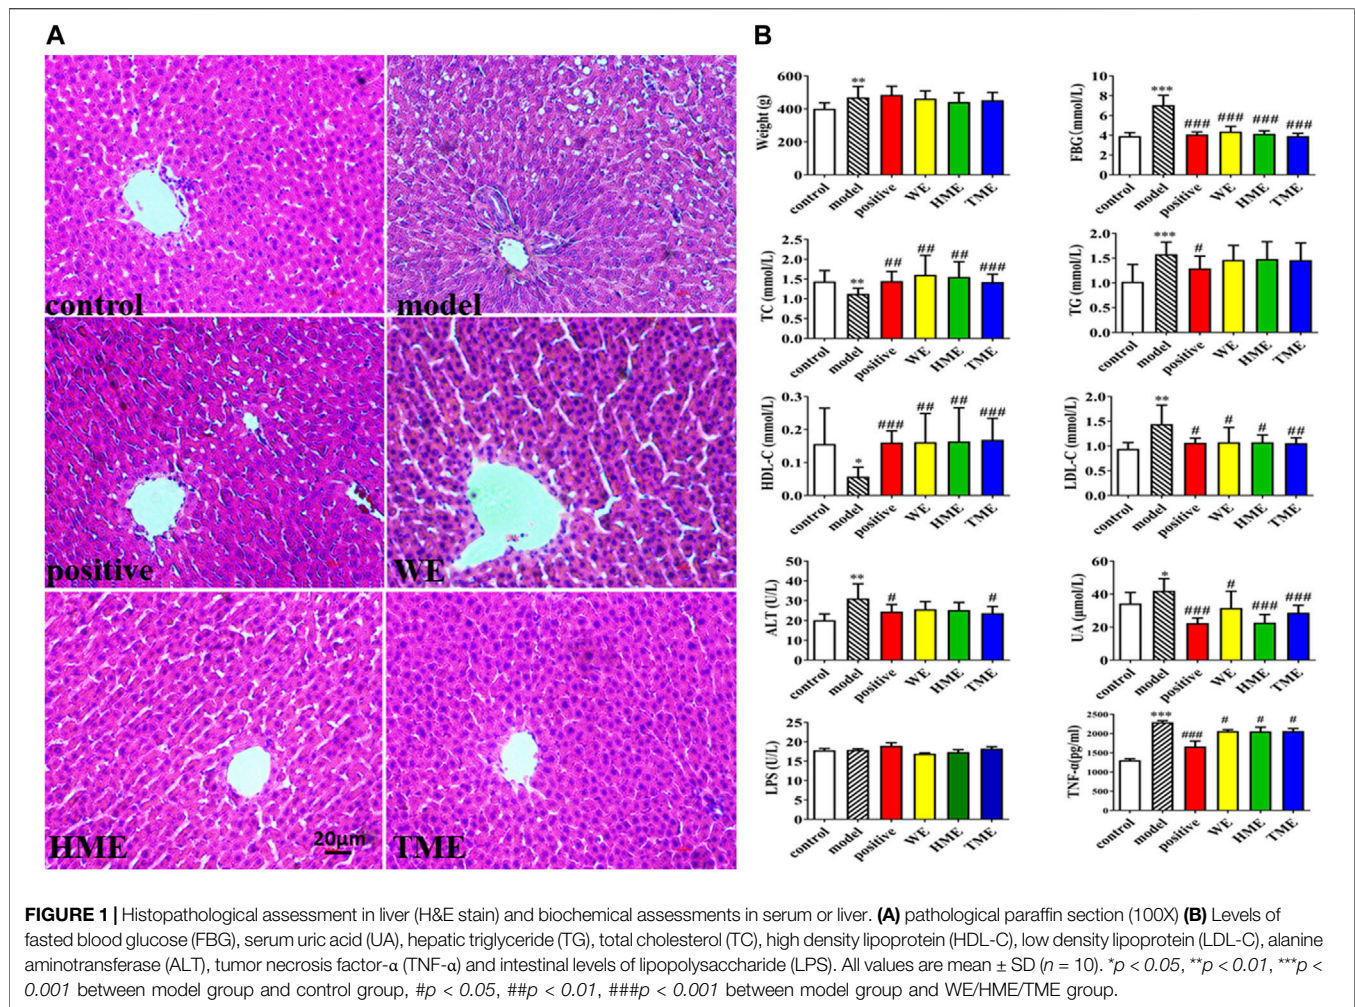 A
control
model
positive
WE
HME
20μm
TME
B
600
400
200
0
Weight (g)
**
control
model
positive
WE
HME
TME
10
8
6
4
2
0
FBG (mmol/L)
***
###
###
###
###
control
model
positive
WE
HME
TME
2.5
2.0
1.5
1.0
0.5
0.0
TC (mmol/L)
**
##
##
##
###
control
model
positive
WE
HME
TME
2.0
1.5
1.0
0.5
0.0
TG (mmol/L)
***
#
control
model
positive
WE
HME
TME
0.3
0.2
0.1
0.0
HDL-C (mmol/L)
*
###
##
##
###
control
model
positive
WE
HME
TME
2.0
1.5
1.0
0.5
0.0
LDL-C (mmol/L)
**
#
#
#
##
control
model
positive
WE
HME
TME
50
40
30
20
10
0
ALT (U/L)
**
#
#
control
model
positive
WE
HME
TME
60
40
20
0
UA (μmol/L)
*
###
#
###
###
control
model
positive
WE
HME
TME
25
20
15
10
5
0
LPS (U/L)
control
model
positive
WE
HME
TME
2500
2000
1500
1000
500
0
TNF-α(pg/ml)
***
###
#
#
#
control
model
positive
WE
HME
TME
FIGURE 1 | Histopathological assessment in liver (H&E stain) and biochemical assessments in serum or liver. (A) pathological paraffin section (100X) (B) Levels of
fasted blood glucose (FBG), serum uric acid (UA), hepatic triglyceride (TG), total cholesterol (TC), high density lipoprotein (HDL-C), low density lipoprotein (LDL-C), alanine
aminotransferase (ALT), tumor necrosis factor-α (TNF-α) and intestinal levels of lipopolysaccharide (LPS). All values are mean ± SD (n = 10). *p < 0.05, **p < 0.01, ***p <
0.001 between model group and control group, #p < 0.05, ##p < 0.01, ###p < 0.001 between model group and WE/HME/TME group.